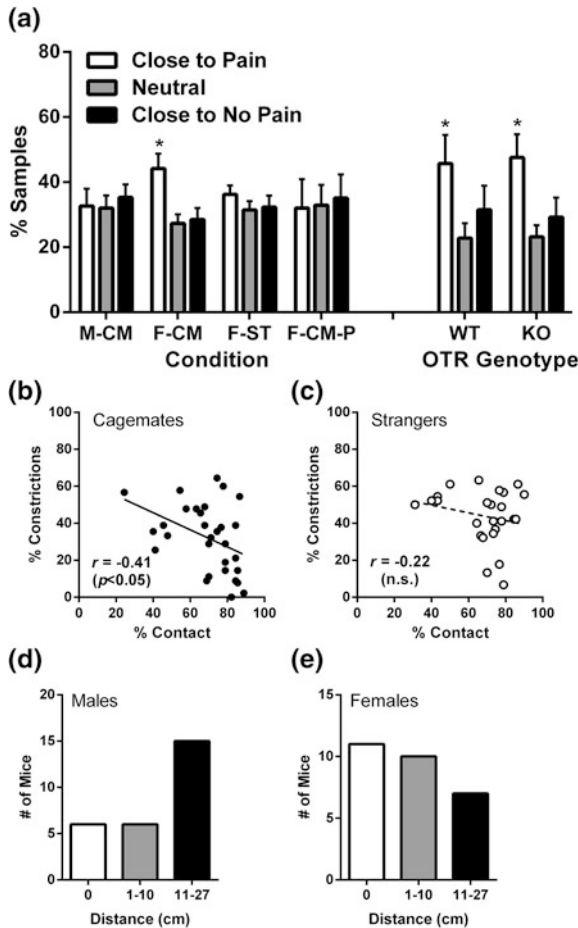 (a)
Close to Pain
Neutral
Close to No Pain
80
60
40
20
0
% Samples
*
*
*
M-CM F-CM F-ST F-CM-P WT KO
Condition OTR Genotype
(b)
Cagemates
100
80
60
40
20
0
% Constrictions
r = -0.41
(p<0.05)
0 20 40 60 80 100
% Contact
(c)
Strangers
100
80
60
40
20
0
% Constrictions
r = -0.22
(n.s.)
0 20 40 60 80 100
% Contact
(d)
Males
20
15
10
5
0
# of Mice
0 1-10 11-27
Distance (cm)
(e)
Females
15
10
5
0
# of Mice
0 1-10 11-27
Distance (cm)